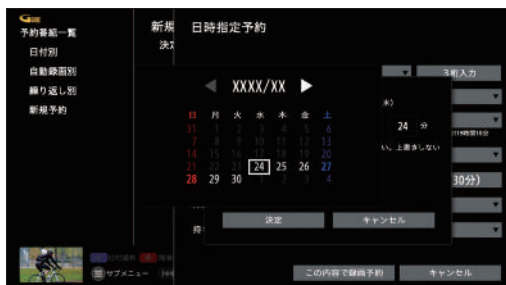 予約番組一覧
日付別
自動録画別
繰り返し別
新規予約
新規
決定
日時指定予約
3桁入力
XXXX/XX
日 月 火 水 木 金 土
31 1 2 3 4 5 6
7 8 9 10 11 12 13
14 15 16 17 18 19 20
21 22 23 24 25 26 27
28 29 30 1 2 3 4
水)
24 分
い。上書きしない
30分)
決定 キャンセル
サブメニュー
この内容で録画予約 キャンセル